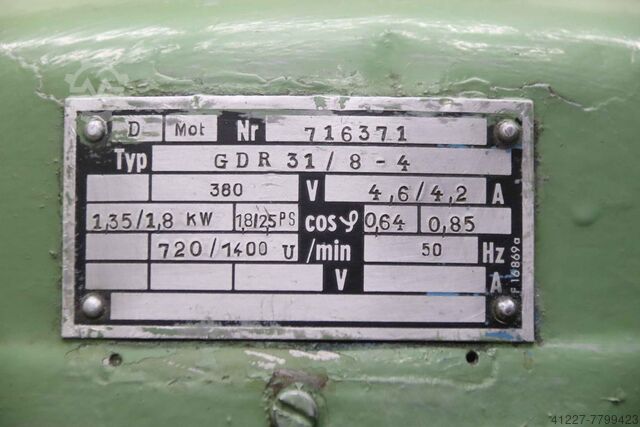 D Mot Nr 716371
Typ GDR 31/8-4
380 V 4,6/4,2 A
1,35/1,8 KW 1,8/2,5 PS cosφ 0,64 0,85
720/1400 U /min 50 Hz
V A
F 16869a
41227-7799423